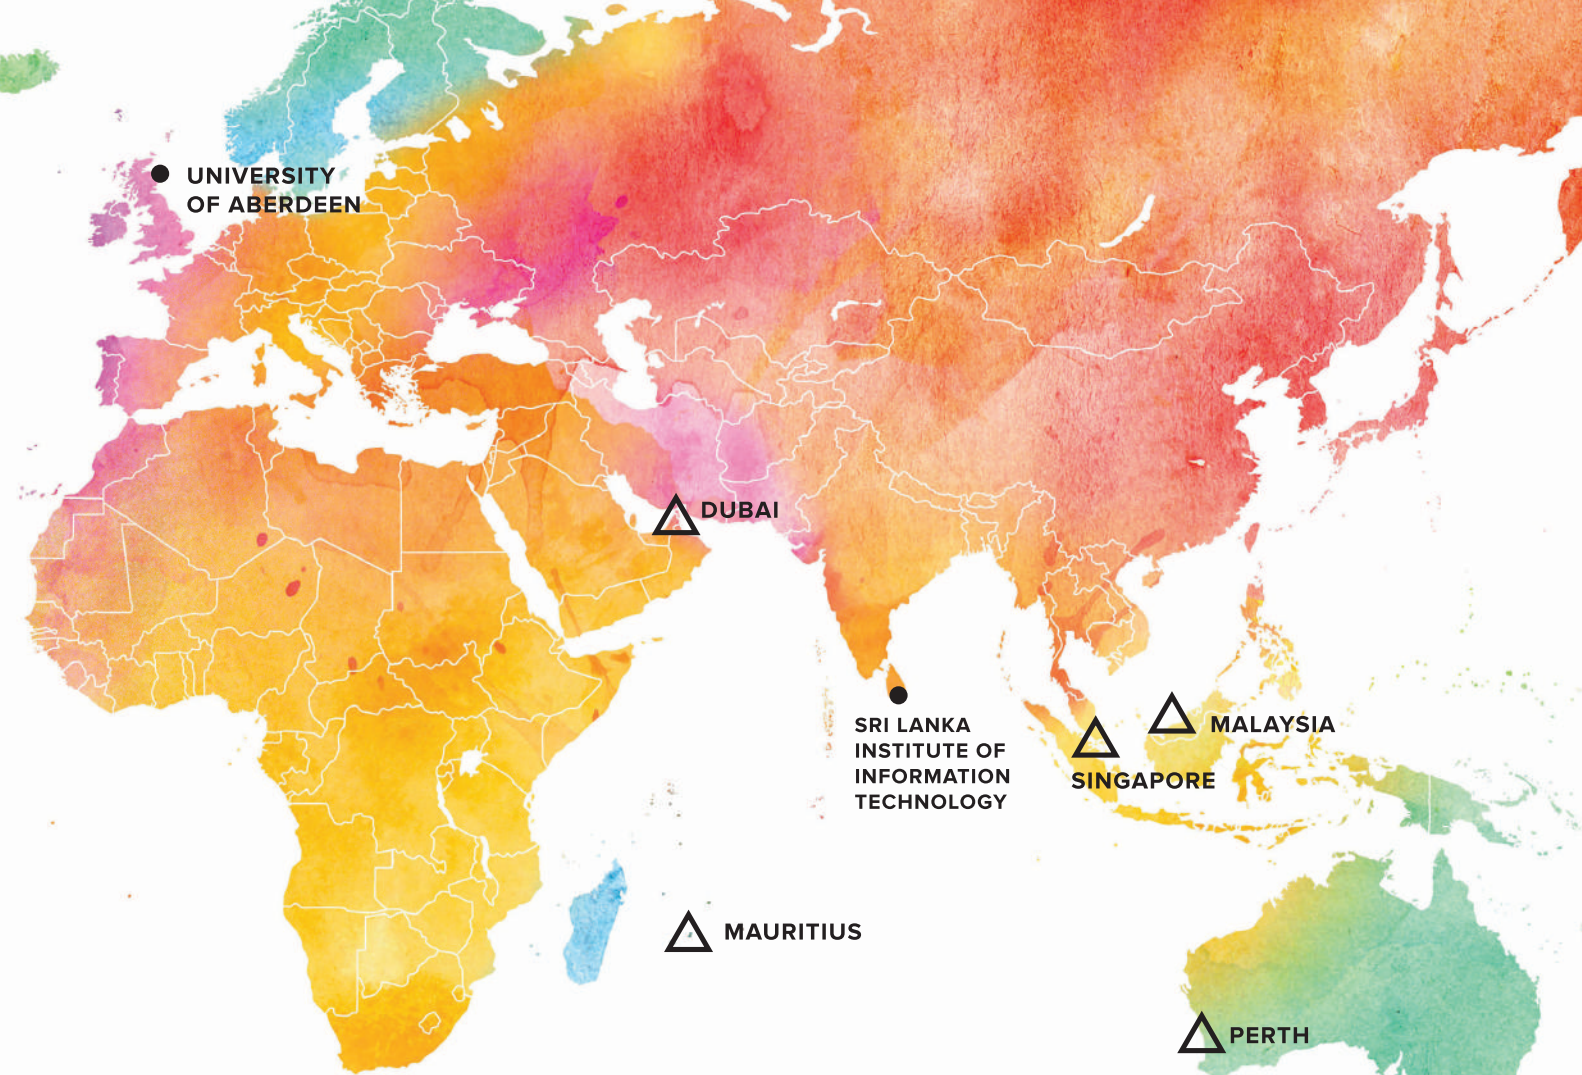 UNIVERSITY
OF ABERDEEN
DUBAI
SRI LANKA
INSTITUTE OF
INFORMATION
TECHNOLOGY
MALAYSIA
SINGAPORE
MAURITIUS
PERTH